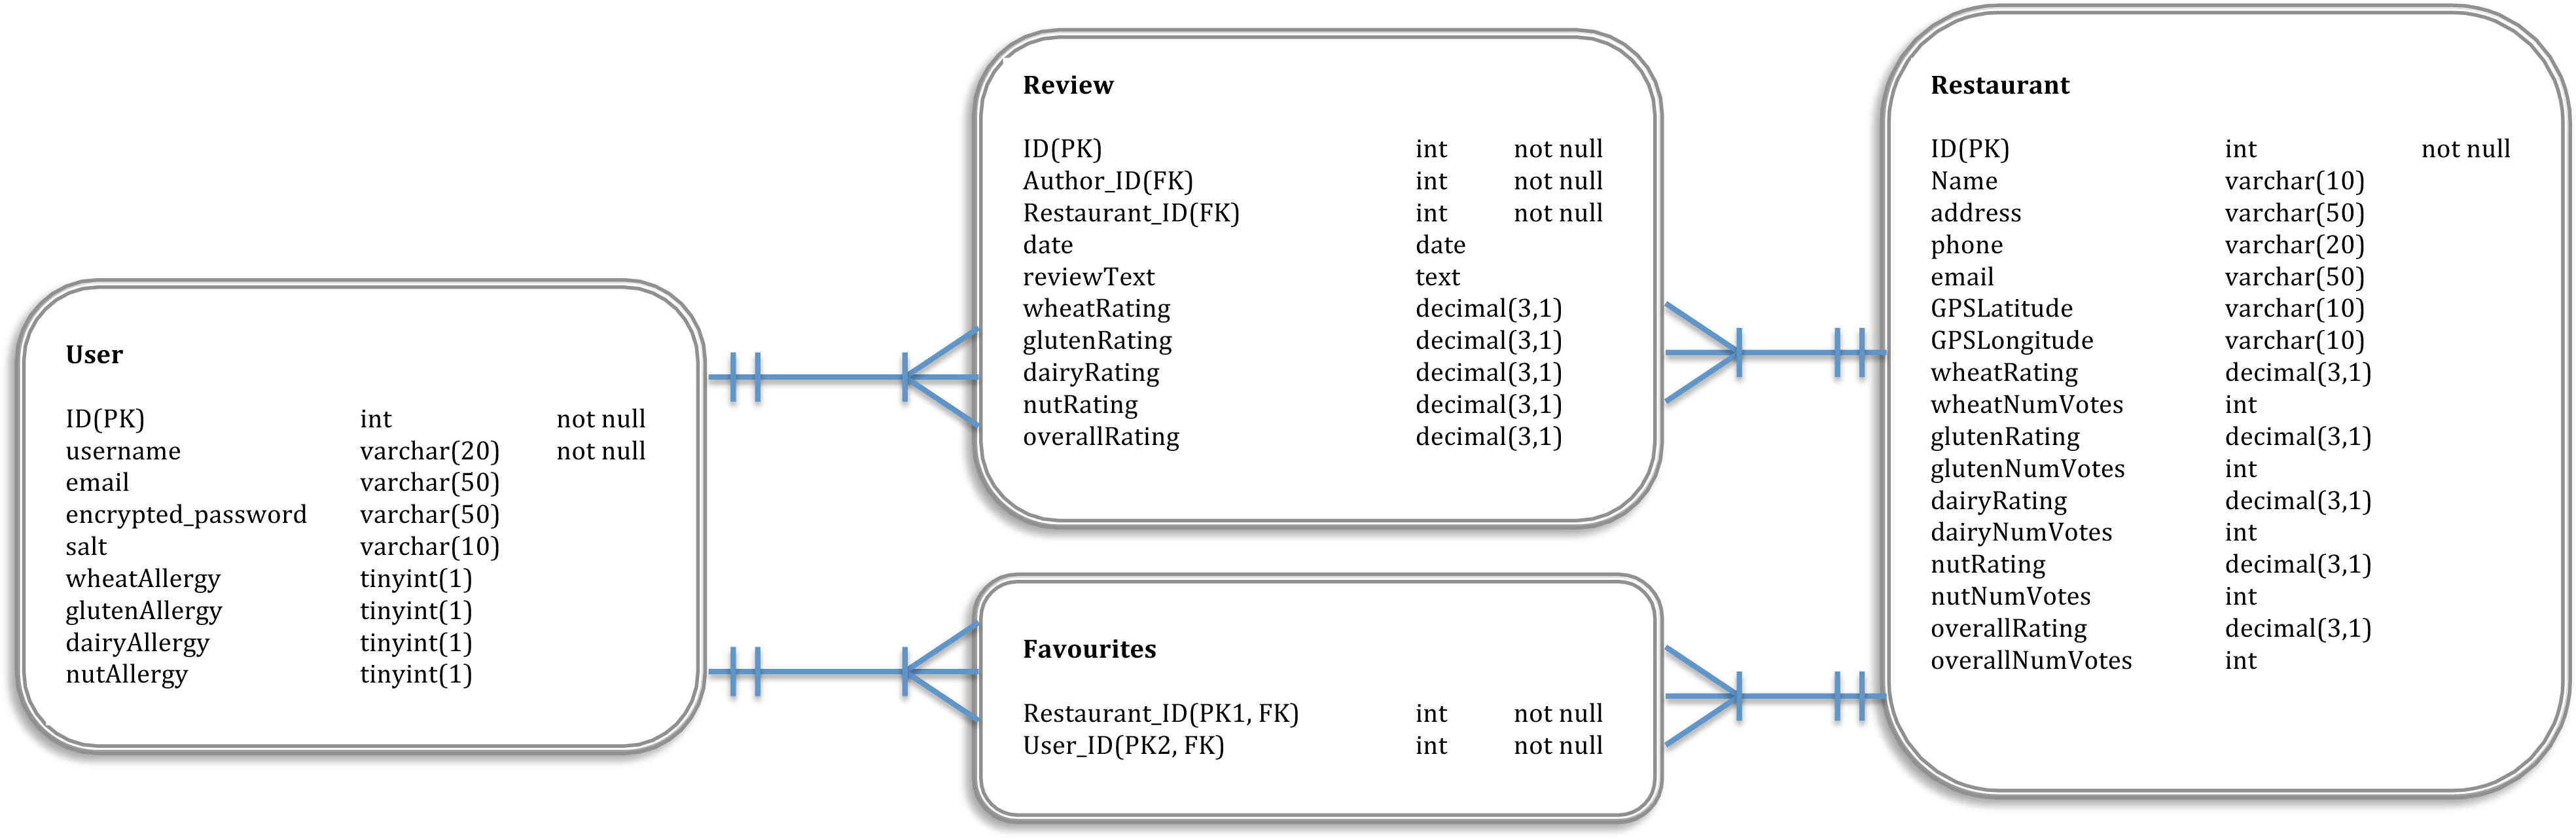 User
ID(PK) int not null
username varchar(20) not null
email varchar(50)
encrypted_password varchar(50)
salt varchar(10)
wheatAllergy tinyint(1)
glutenAllergy tinyint(1)
dairyAllergy tinyint(1)
nutAllergy tinyint(1)
Review
ID(PK) int not null
Author_ID(FK) int not null
Restaurant_ID(FK) int not null
date date
reviewText text
wheatRating decimal(3,1)
glutenRating decimal(3,1)
dairyRating decimal(3,1)
nutRating decimal(3,1)
overallRating decimal(3,1)
Favourites
Restaurant_ID(PK1, FK) int not null
User_ID(PK2, FK) int not null
Restaurant
ID(PK) int not null
Name varchar(10)
address varchar(50)
phone varchar(20)
email varchar(50)
GPSLatitude varchar(10)
GPSLongitude varchar(10)
wheatRating decimal(3,1)
wheatNumVotes int
glutenRating decimal(3,1)
glutenNumVotes int
dairyRating decimal(3,1)
dairyNumVotes int
nutRating decimal(3,1)
nutNumVotes int
overallRating decimal(3,1)
overallNumVotes int